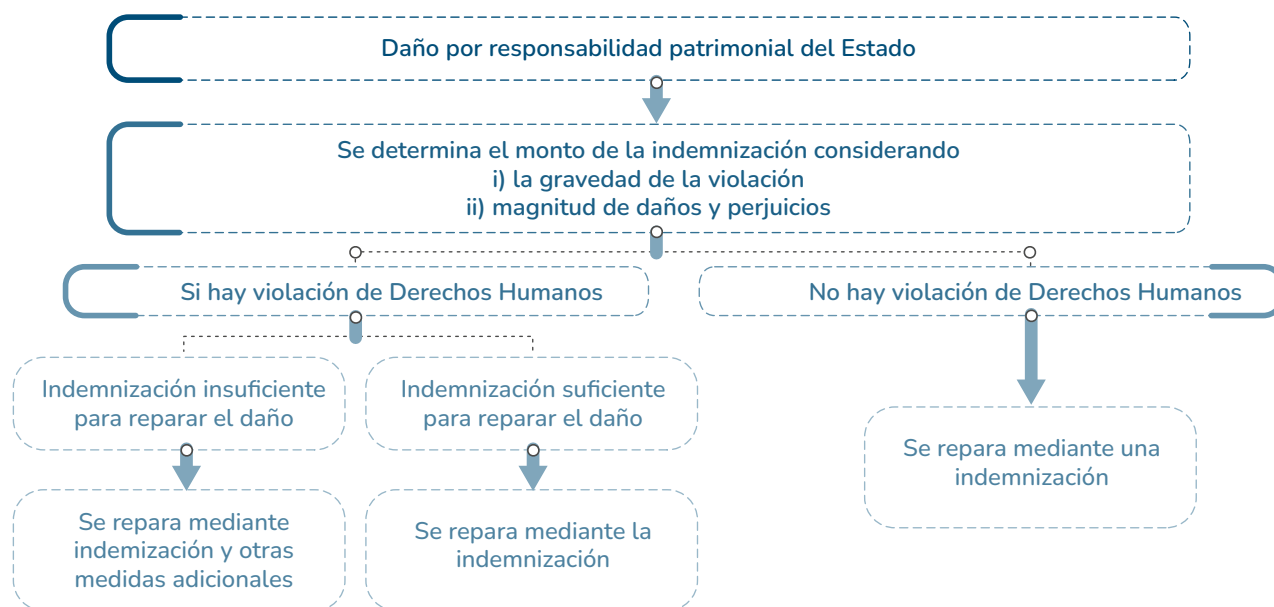 Daño por responsabilidad patrimonial del Estado
Se determina el monto de la indemnización considerando
i) la gravedad de la violación
ii) magnitud de daños y perjuicios
Si hay violación de Derechos Humanos
No hay violación de Derechos Humanos
Indemnización insuficiente
para reparar el daño
Indemnización suficiente
para reparar el daño
Se repara mediante una
indemnización
Se repara mediante
indemización y otras
medidas adicionales
Se repara mediante la
indemnización